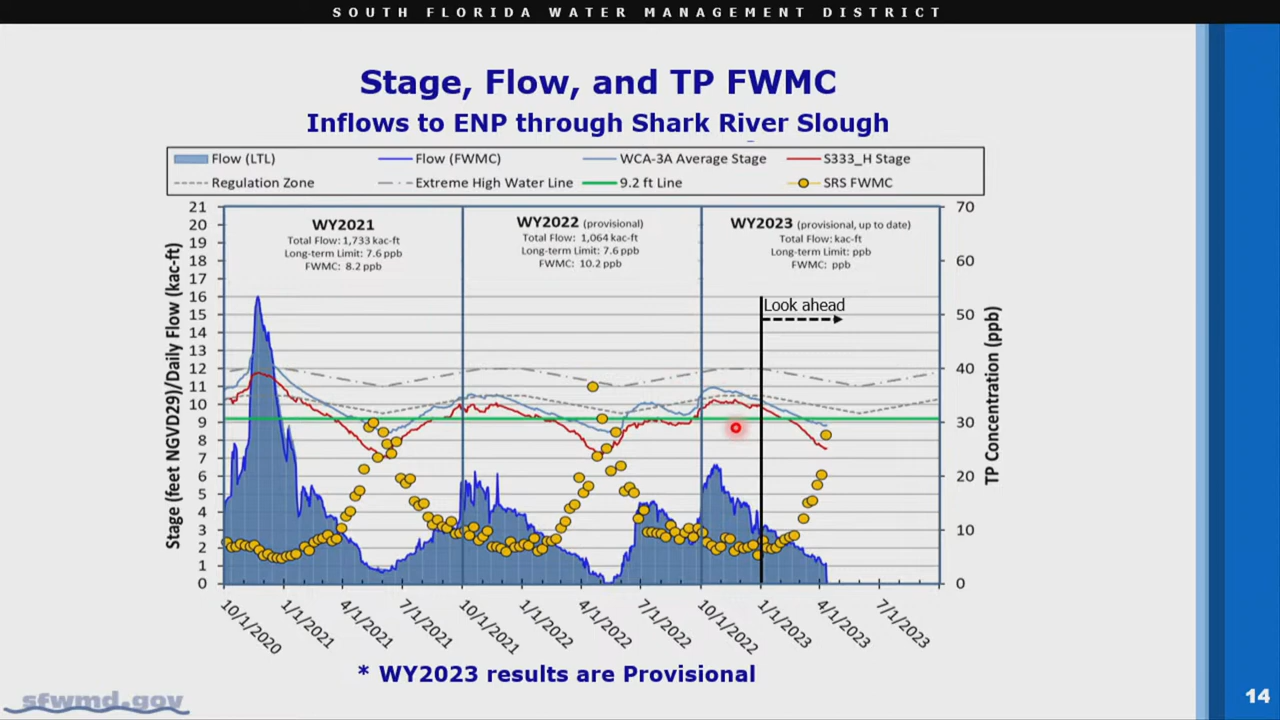 SOUTH FLORIDA WATER MANAGEMENT DISTRICT
Stage, Flow, and TP FWMC
Inflows to ENP through Shark River Slough
Flow (LTL) Flow (FWMC) WCA-3A Average Stage S333_H Stage
Regulation Zone Extreme High Water Line 9.2 ft Line SRS FWMC
WY2021
Total Flow: 1,733 kac-ft
Long-term Limit: 7.6 ppb
FWMC: 8.2 ppb
WY2022 (provisional)
Total Flow: 1,064 kac-ft
Long-term Limit: 7.6 ppb
FWMC: 10.2 ppb
WY2023 (provisional, up to date)
Total Flow: kac-ft
Long-term Limit: ppb
FWMC: ppb
Look ahead
Stage (feet NGVD29)/Daily Flow (kac-ft)
21
20
19
18
17
16
15
14
13
12
11
10
9
8
7
6
5
4
3
2
1
0
70
60
50
40
30
20
10
0
TP Concentration (ppb)
10/1/2020
1/1/2021
4/1/2021
7/1/2021
10/1/2021
1/1/2022
4/1/2022
7/1/2022
10/1/2022
1/1/2023
4/1/2023
7/1/2023
* WY2023 results are Provisional
sfwmd.gov
14